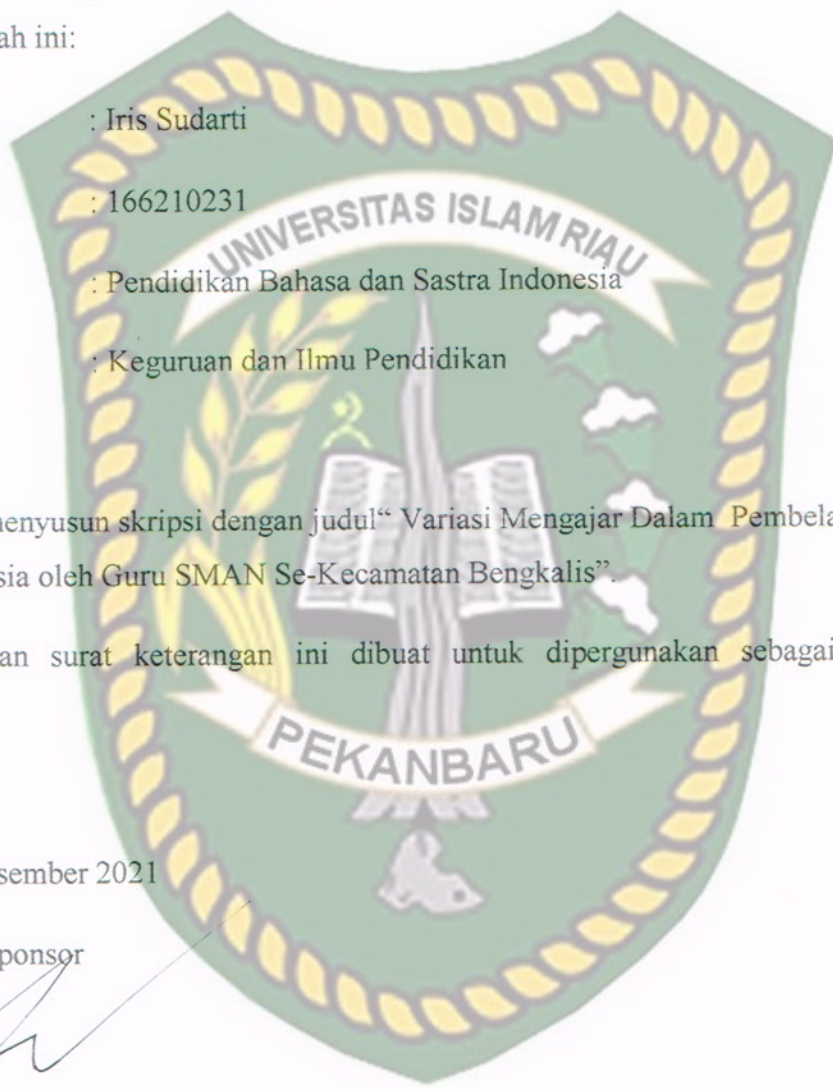 ah ini:
: Iris Sudarti
: 166210231
UNIVERSITAS ISLAM RIAU
: Pendidikan Bahasa dan Sastra Indonesia
: Keguruan dan Ilmu Pendidikan
enyusun skripsi dengan judul“ Variasi Mengajar Dalam Pembela
sia oleh Guru SMAN Se-Kecamatan Bengkalis”.
an surat keterangan ini dibuat untuk dipergunakan sebagai
PEKANBARU
sember 2021
ponsor